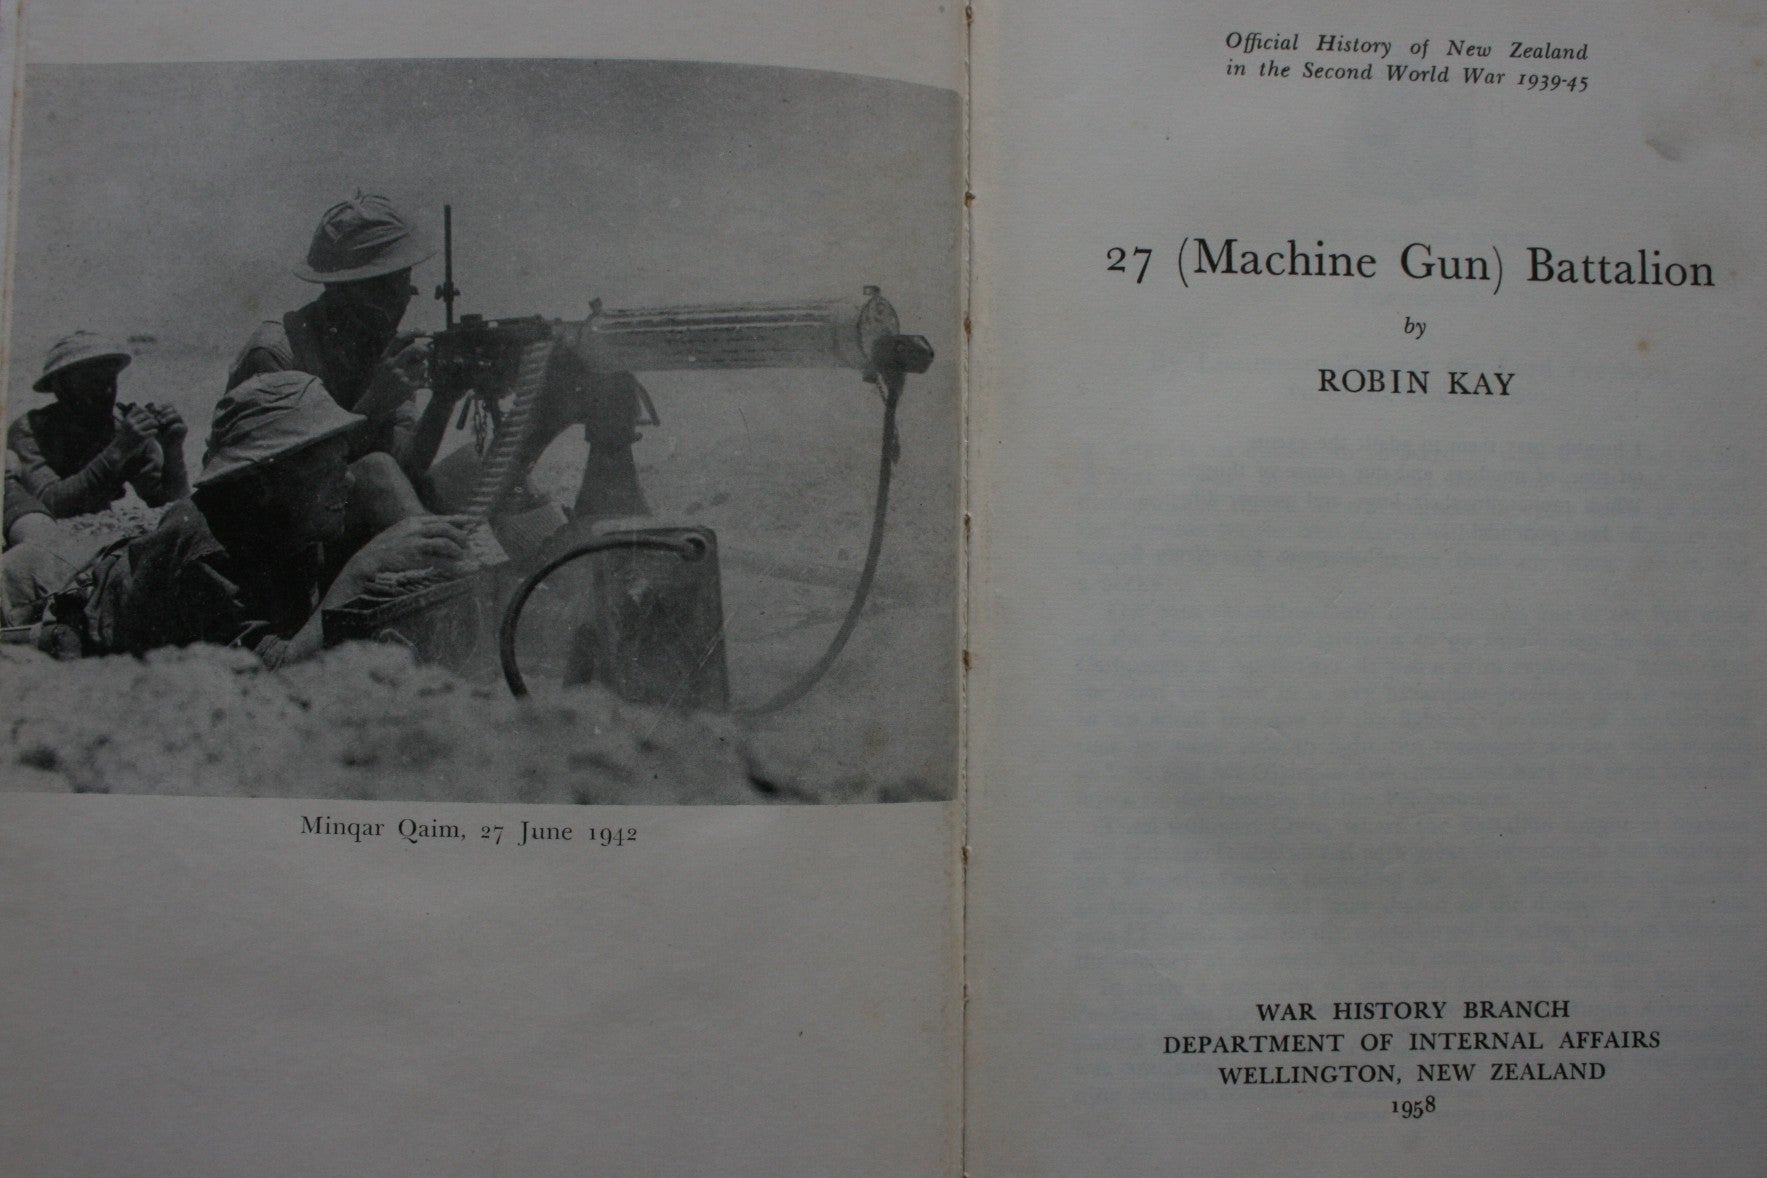 Minqar Qaim, 27 June 1942
Official History of New Zealand
in the Second World War 1939-45
27 (Machine Gun) Battalion
by
ROBIN KAY
WAR HISTORY BRANCH
DEPARTMENT OF INTERNAL AFFAIRS
WELLINGTON, NEW ZEALAND
1958